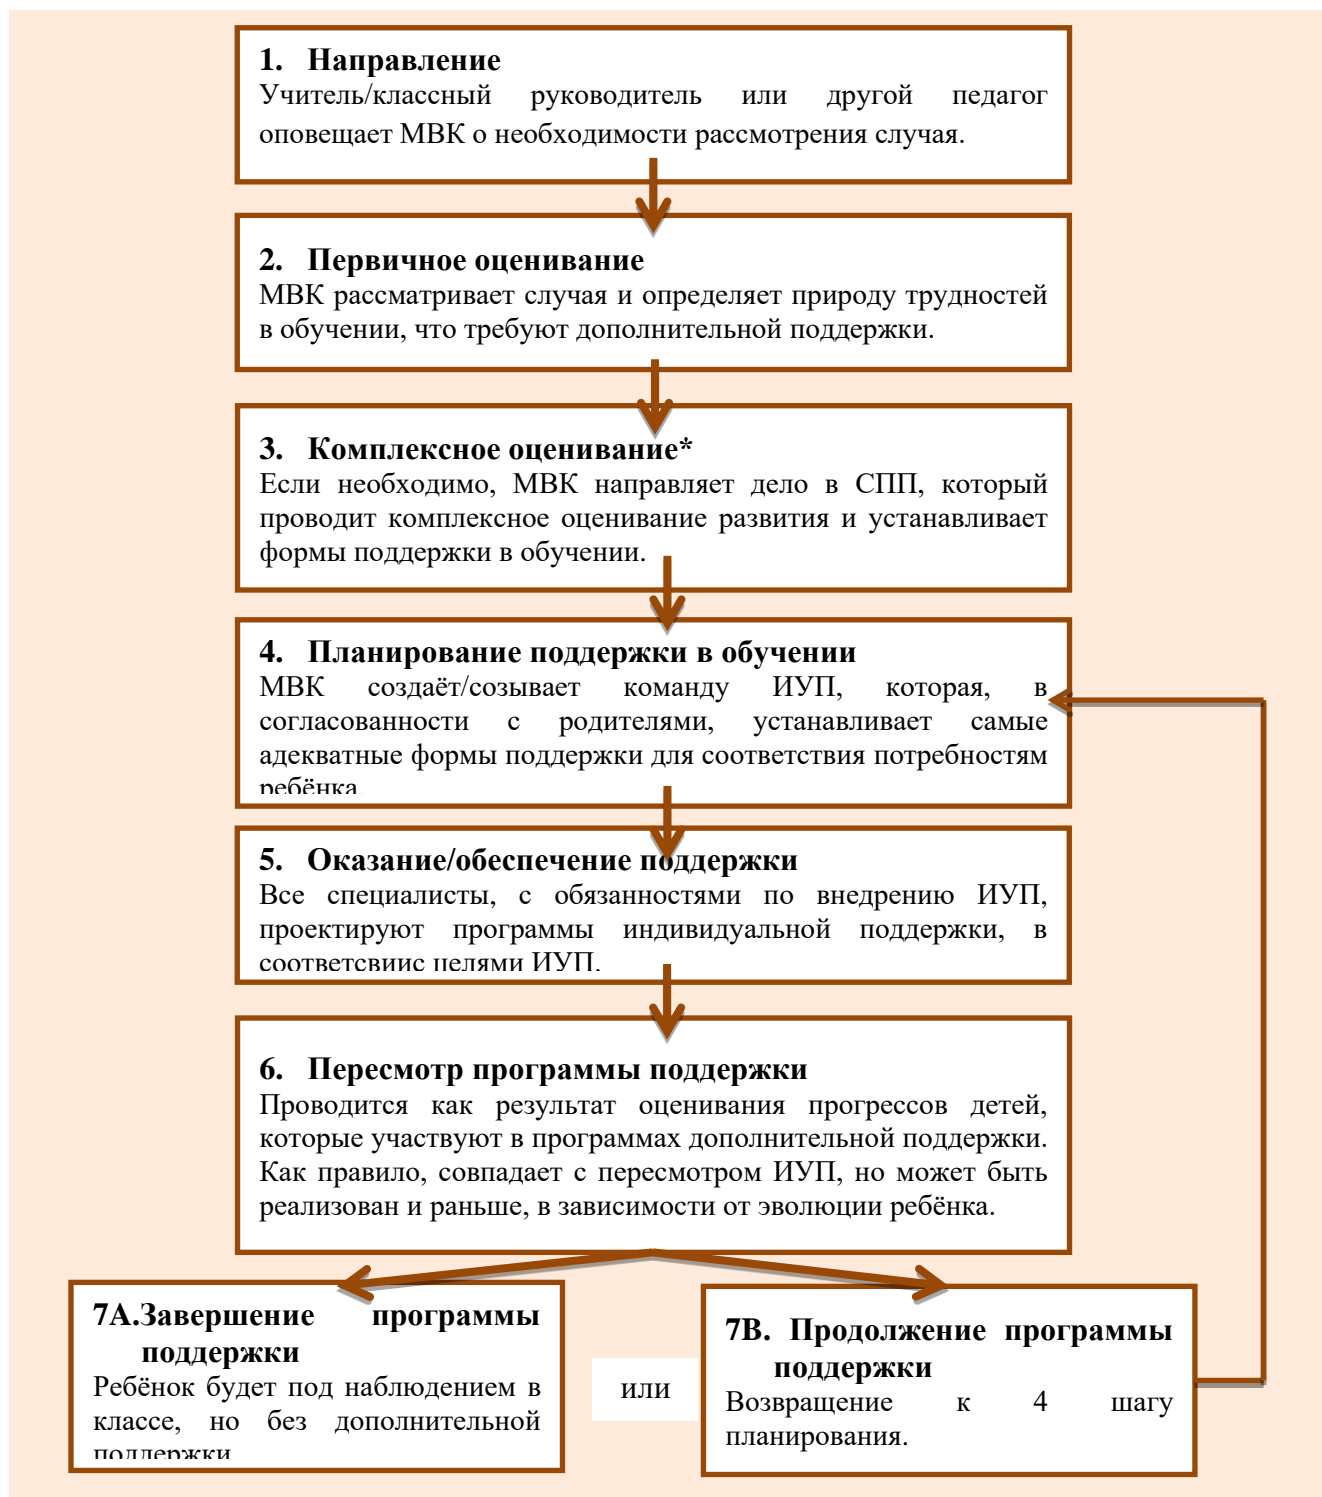 1. Направление
Учитель/классный руководитель или другой педагог
оповещает МВК о необходимости рассмотрения случая.
2. Первичное оценивание
МВК рассматривает случая и определяет природу трудностей
в обучении, что требуют дополнительной поддержки.
3. Комплексное оценивание*
Если необходимо, МВК направляет дело в СПП, который
проводит комплексное оценивание развития и устанавливает
формы поддержки в обучении.
4. Планирование поддержки в обучении
МВК создаёт/созывает команду ИУП, которая, в
согласованности с родителями, устанавливает самые
адекватные формы поддержки для соответствия потребностям
ребёнка
5. Оказание/обеспечение поддержки
Все специалисты, с обязанностями по внедрению ИУП,
проектируют программы индивидуальной поддержки, в
соответсвиис целями ИУП.
6. Пересмотр программы поддержки
Проводится как результат оценивания прогрессов детей,
которые участвуют в программах дополнительной поддержки.
Как правило, совпадает с пересмотром ИУП, но может быть
реализован и раньше, в зависимости от эволюции ребёнка.
7А.Завершение программы
поддержки
Ребёнок будет под наблюдением в
классе, но без дополнительной
поддержки
или
7В. Продолжение программы
поддержки
Возвращение к 4 шагу
планирования.